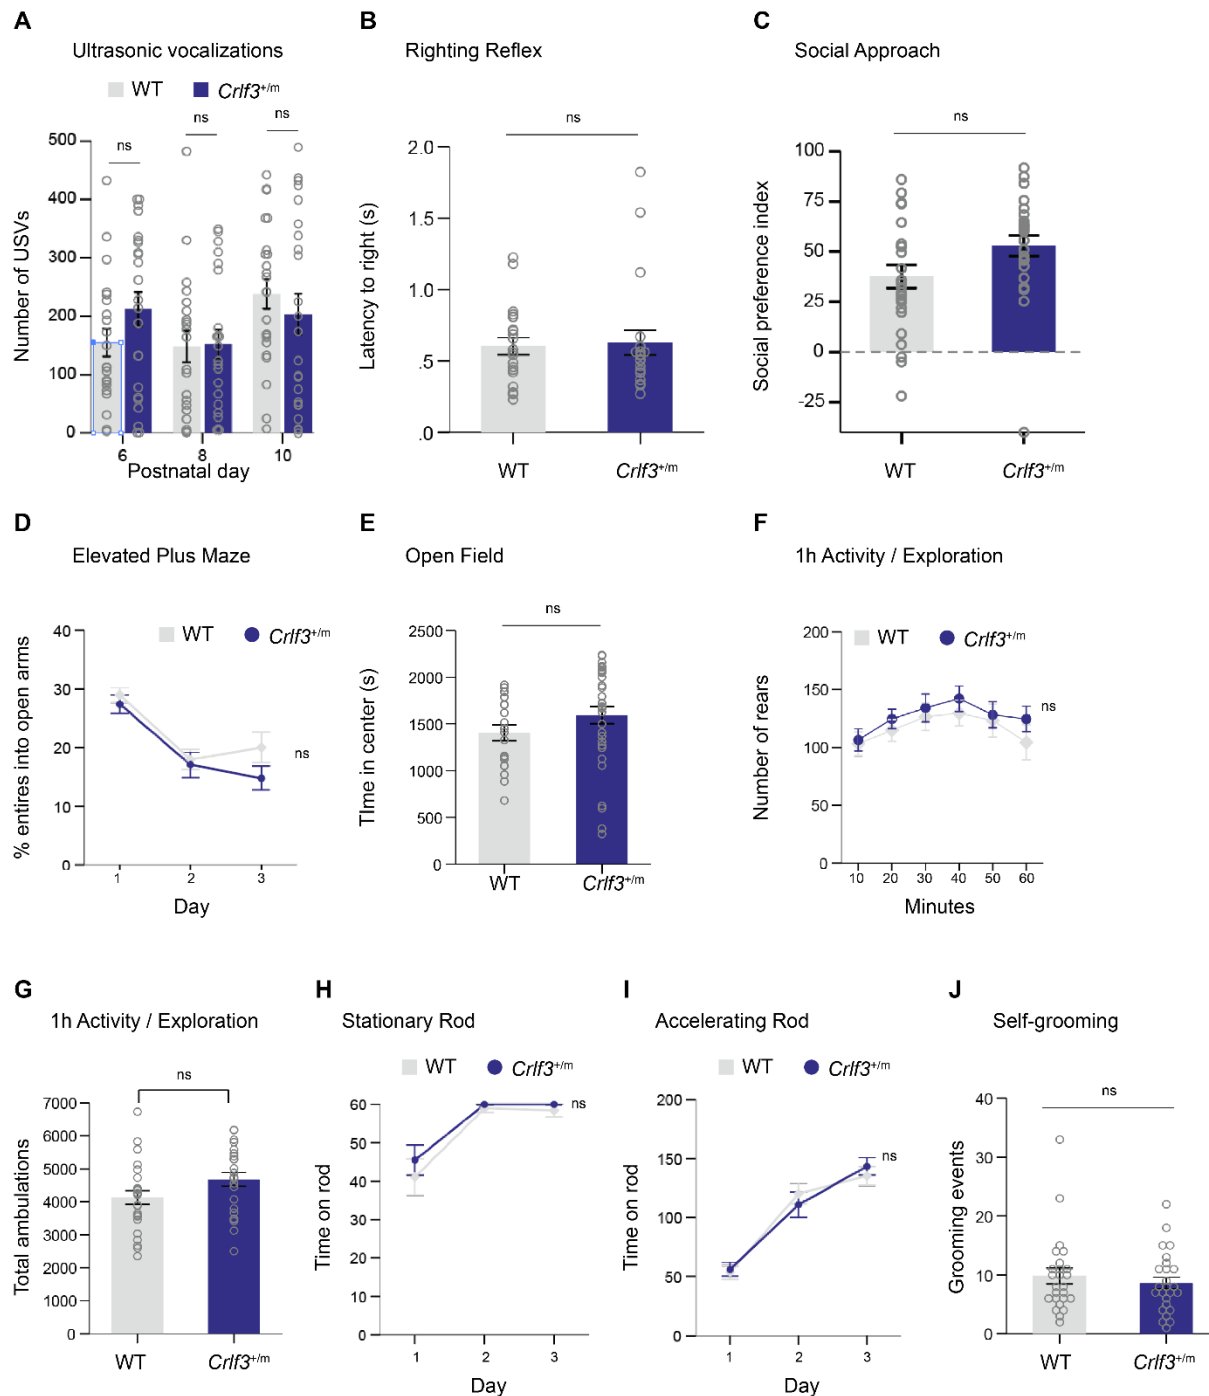 A
Ultrasonic vocalizations
WT Crlf3+/m
ns
ns
ns
500
400
300
200
100
0
Number of USVs
6 8 10
Postnatal day
B
Righting Reflex
ns
2.0
1.5
1.0
.5
.0
Latency to right (s)
WT Crlf3+/m
C
Social Approach
ns
100
75
50
25
0
-25
Social preference index
WT Crlf3+/m
D
Elevated Plus Maze
WT Crlf3+/m
40
30
20
10
0
% entires into open arms
ns
1 2 3
Day
E
Open Field
ns
2500
2000
1500
1000
500
0
TIme in center (s)
WT Crlf3+/m
F
1h Activity / Exploration
WT Crlf3+/m
200
150
100
50
0
Number of rears
ns
10 20 30 40 50 60
Minutes
G
1h Activity / Exploration
ns
7000
6000
5000
4000
3000
2000
1000
0
Total ambulations
WT Crlf3+/m
H
Stationary Rod
WT Crlf3+/m
60
50
40
30
20
10
0
Time on rod
ns
1 2 3
Day
I
Accelerating Rod
WT Crlf3+/m
200
150
100
50
0
Time on rod
ns
1 2 3
Day
J
Self-grooming
ns
40
30
20
10
0
Grooming events
WT Crlf3+/m